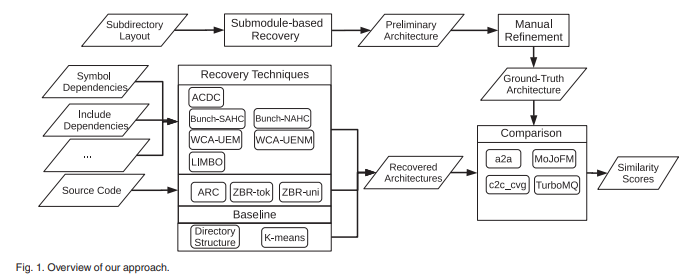 Subdirectory
Layout
Submodule-based
Recovery
Preliminary
Architecture
Manual
Refinement
Symbol
Dependencies
Include
Dependencies
...
Source Code
Recovery Techniques
ACDC
Bunch-SAHC
Bunch-NAHC
WCA-UEM
WCA-UENM
LIMBO
ARC
ZBR-tok
ZBR-uni
Baseline
Directory
Structure
K-means
Recovered
Architectures
Ground-Truth
Architecture
Comparison
a2a
MoJoFM
c2c_cvg
TurboMQ
Similarity
Scores
Fig. 1. Overview of our approach.